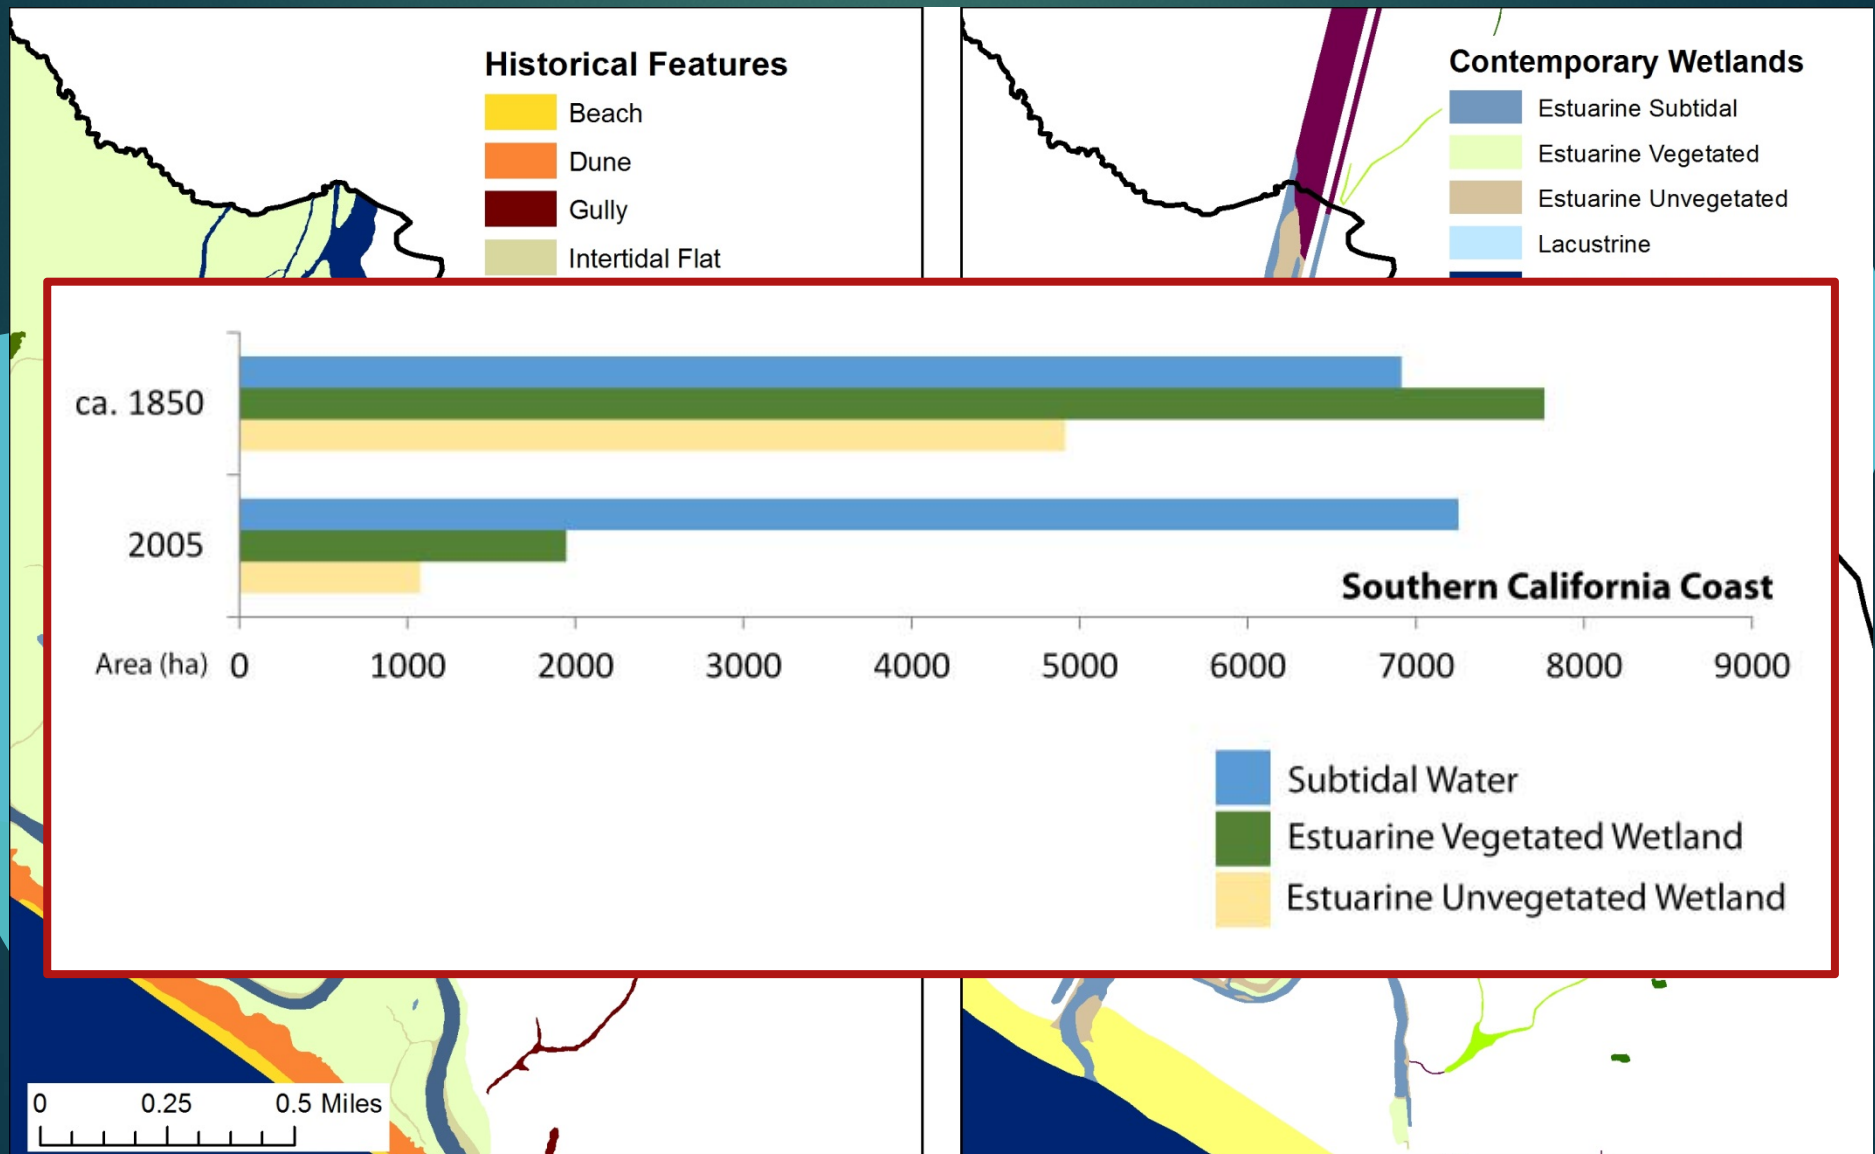 Historical Features
Beach
Dune
Gully
Intertidal Flat
Contemporary Wetlands
Estuarine Subtidal
Estuarine Vegetated
Estuarine Unvegetated
Lacustrine
ca. 1850
2005
Southern California Coast
Area (ha) 0 1000 2000 3000 4000 5000 6000 7000 8000 9000
Subtidal Water
Estuarine Vegetated Wetland
Estuarine Unvegetated Wetland
0 0.25 0.5 Miles